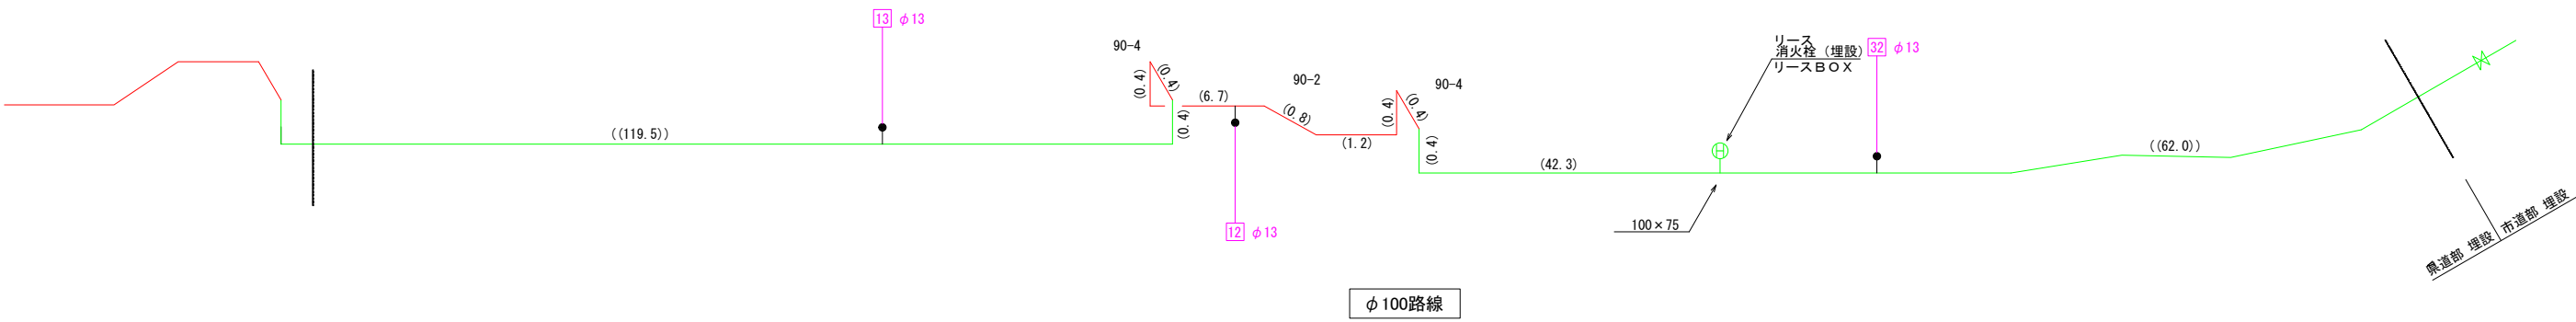 13 φ13
((119.5))
90-4
(0.4)
(0.4)
(0.4)
(6.7)
12 φ13
90-2
(0.8)
(1.2)
90-4
(0.4)
(0.4)
(0.4)
(42.3)
リース
消火栓 (埋設)
リースBOX
100×75
32 φ13
((62.0))
県道部 埋設
市道部 埋設
φ100路線